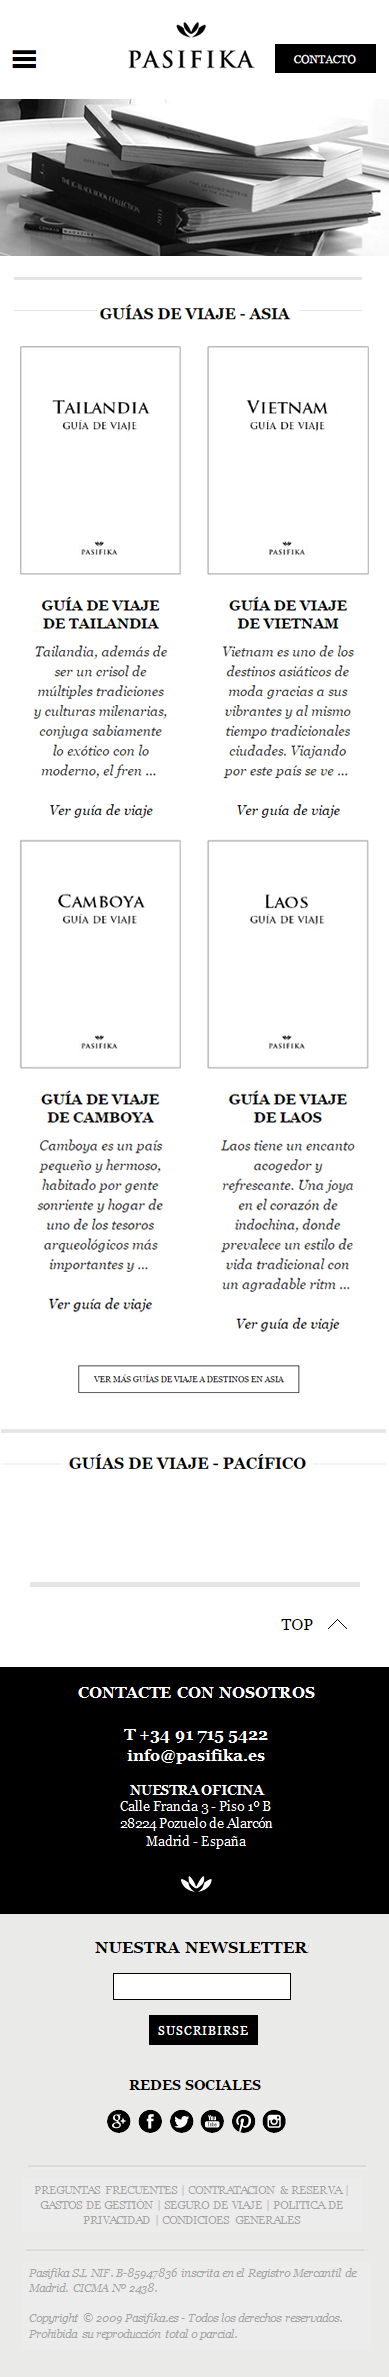 PASIFIKA
CONTACTO
GUÍAS DE VIAJE - ASIA
TAILANDIA
GUÍA DE VIAJE
PASIFIKA
VIETNAM
GUÍA DE VIAJE
PASIFIKA
GUÍA DE VIAJE
DE TAILANDIA
Tailandia, además de
ser un crisol de
múltiples tradiciones
y culturas milenarias,
conjuga sabiamente
lo exótico con lo
moderno, el fren ...
Ver guía de viaje
GUÍA DE VIAJE
DE VIETNAM
Vietnam es uno de los
destinos asiáticos de
moda gracias a sus
vibrantes y al mismo
tiempo tradicionales
ciudades. Viajando
por este país se ve ...
Ver guía de viaje
CAMBOYA
GUÍA DE VIAJE
PASIFIKA
LAOS
GUÍA DE VIAJE
PASIFIKA
GUÍA DE VIAJE
DE CAMBOYA
Camboya es un país
pequeño y hermoso,
habitado por gente
sonriente y hogar de
uno de los tesoros
arqueológicos más
importantes y ...
Ver guía de viaje
GUÍA DE VIAJE
DE LAOS
Laos tiene un encanto
acogedor y
refrescante. Una joya
en el corazón de
indochina, donde
prevalece un estilo de
vida tradicional con
un agradable ritm ...
Ver guía de viaje
VER MÁS GUÍAS DE VIAJE A DESTINOS EN ASIA
GUÍAS DE VIAJE - PACÍFICO
TOP
CONTACTE CON NOSOTROS
T +34 91 715 5422
info@pasifika.es
NUESTRA OFICINA
Calle Francia 3 - Piso 1º B
28224 Pozuelo de Alarcón
Madrid - España
NUESTRA NEWSLETTER
SUSCRIBIRSE
REDES SOCIALES
PREGUNTAS FRECUENTES | CONTRATACION & RESERVA |
GASTOS DE GESTIÓN | SEGURO DE VIAJE | POLITICA DE
PRIVACIDAD | CONDICIOES GENERALES
Pasifika S.L NIF. B-85947836 inscrita en el Registro Mercantil de
Madrid. CICMA Nº 2438.
Copyright © 2009 Pasifika.es - Todos los derechos reservados.
Prohibida su reproducción total o parcial.